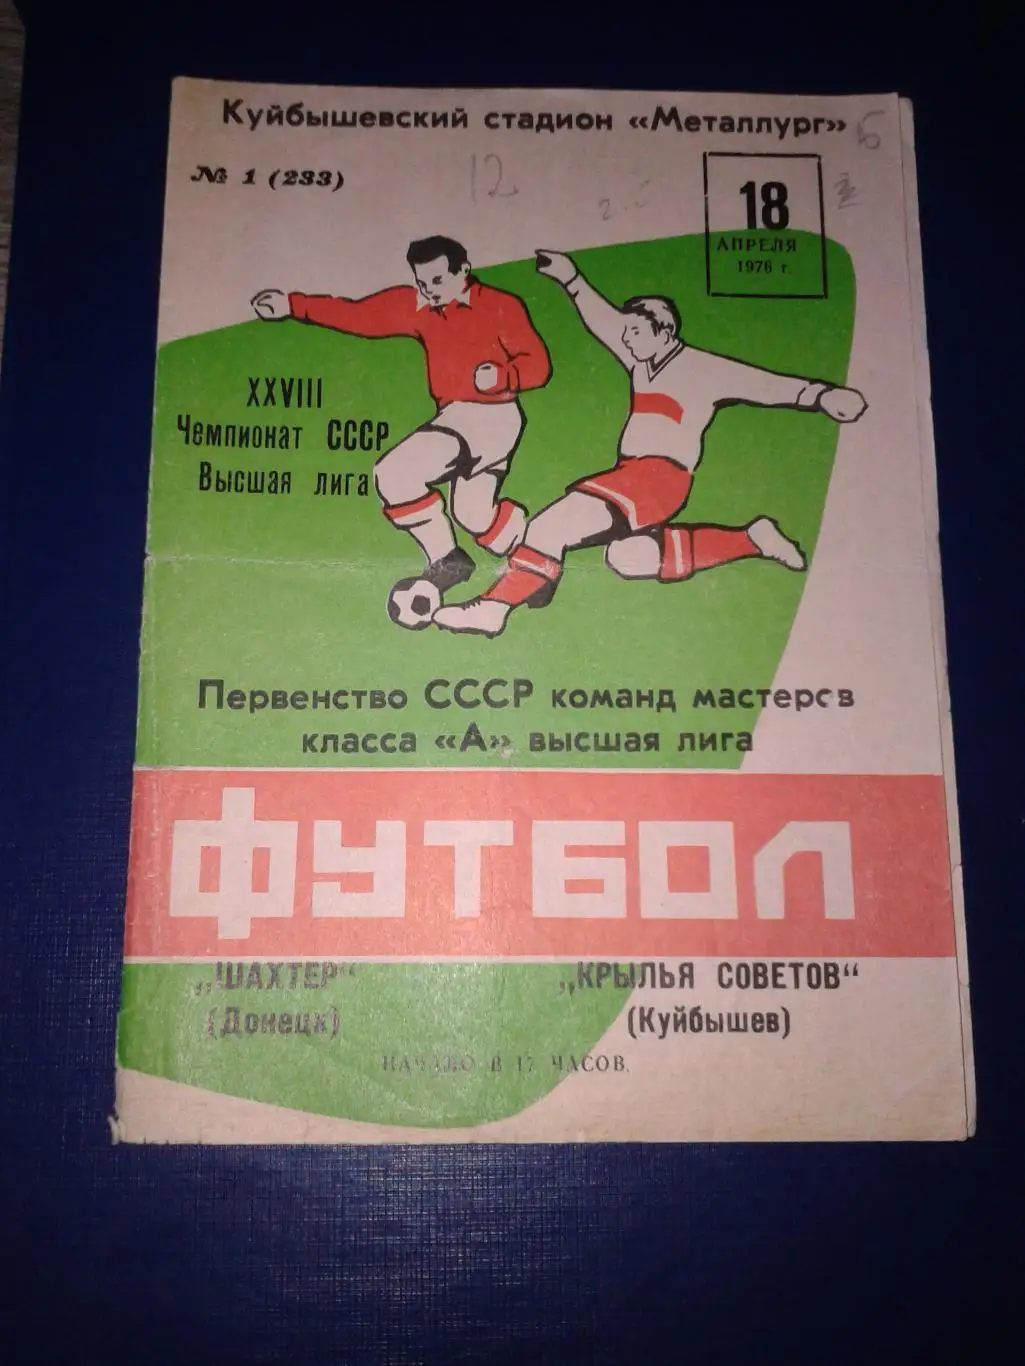 Куйбышевский стадион «Металлург»
№ 1 (233)
12
Б
18
АПРЕЛЯ
1976 г.
XXVIII
Чемпионат СССР
Высшая лига
Первенство СССР команд мастеров
класса «А» высшая лига
ФУТБОЛ
„ШАХТЕР“
(Донецк)
„КРЫЛЬЯ СОВЕТОВ“
(Куйбышев)
НАЧАЛО В 17 ЧАСОВ.